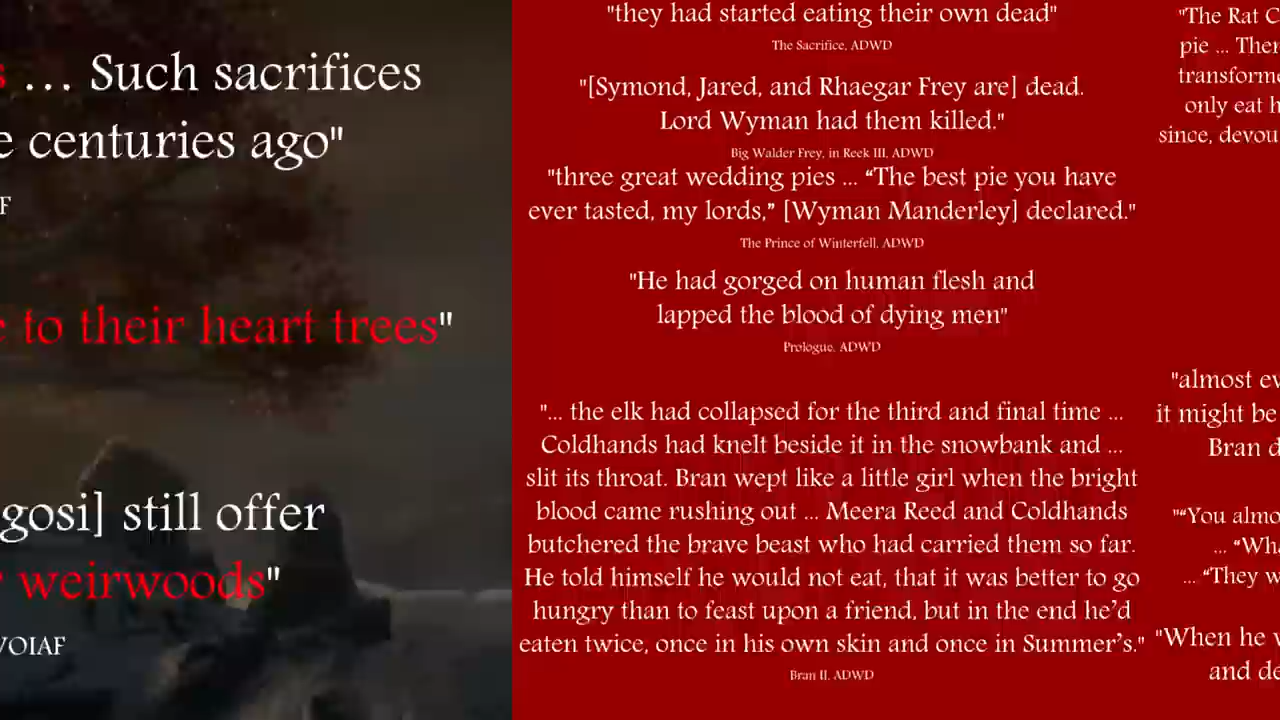 s … Such sacrifices
e centuries ago"
F
e to their heart trees"
gosi] still offer
r weirwoods"
WOIAF
"they had started eating their own dead"
The Sacrifice, ADWD
"[Symond, Jared, and Rhaegar Frey are] dead.
Lord Wyman had them killed."
Big Walder Frey, in Reek III, ADWD
"three great wedding pies ... “The best pie you have
ever tasted, my lords,” [Wyman Manderley] declared."
The Prince of Winterfell, ADWD
"He had gorged on human flesh and
lapped the blood of dying men"
Prologue, ADWD
"... the elk had collapsed for the third and final time ...
Coldhands had knelt beside it in the snowbank and ...
slit its throat. Bran wept like a little girl when the bright
blood came rushing out ... Meera Reed and Coldhands
butchered the brave beast who had carried them so far.
He told himself he would not eat, that it was better to go
hungry than to feast upon a friend, but in the end he’d
eaten twice, once in his own skin and once in Summer’s."
Bran II, ADWD
"The Rat C
pie ... Ther
transforme
only eat h
since, devou
"almost ev
it might be
Bran d
"“You almo
... “Wha
... “They w
"When he w
and de